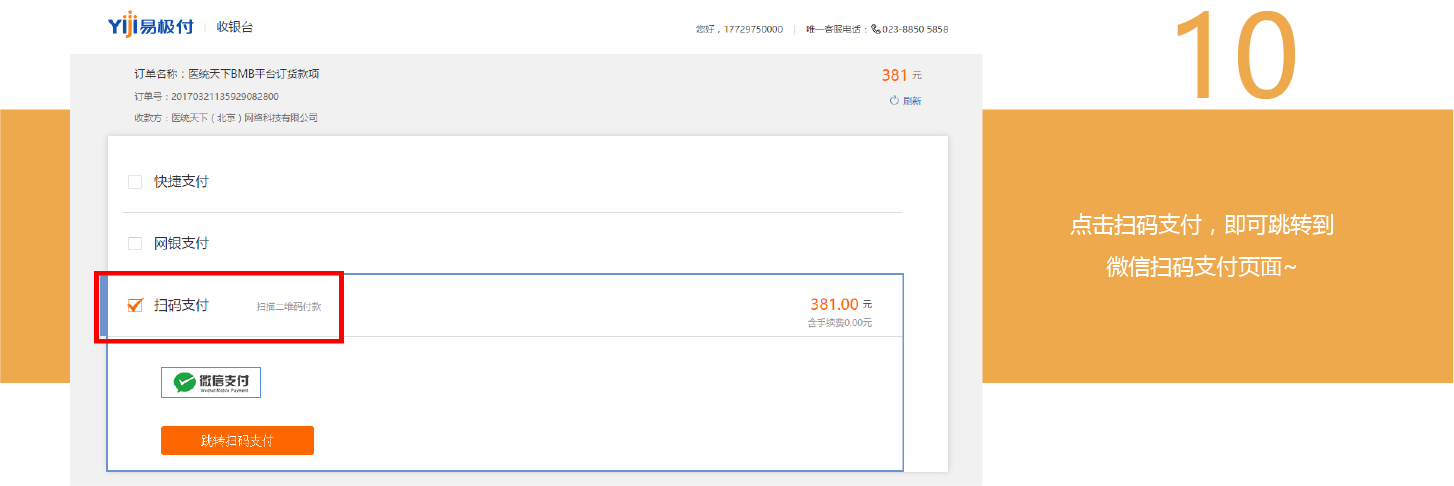 Yiji易极付 收银台
您好，17729750000 | 唯一客服电话：023-8850 5858
10
订单名称：医统天下BMB平台订货款项
381 元
订单号：20170321135929082800
刷新
收款方：医统天下（北京）网络科技有限公司
快捷支付
网银支付
扫码支付 扫描二维码付款
381.00 元
含手续费0.00元
微信支付
WeChat Mobile Payment
跳转扫码支付
点击扫码支付，即可跳转到
微信扫码支付页面~